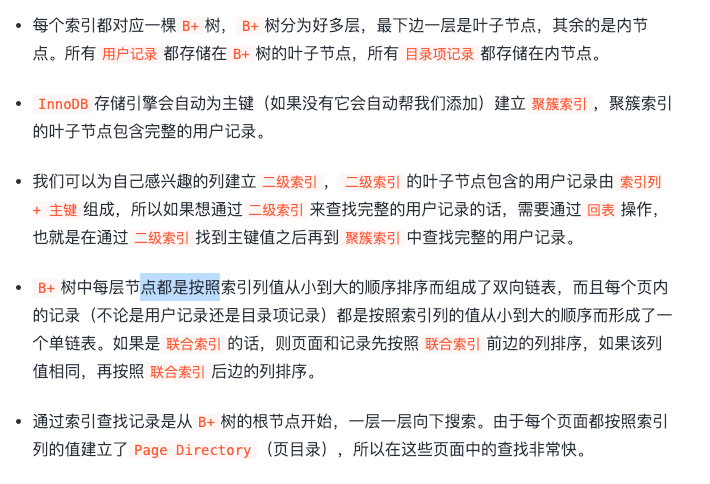 每个索引都对应一棵 B+ 树， B+ 树分为好多层，最下边一层是叶子节点，其余的是内节
点。所有 用户记录 都存储在 B+ 树的叶子节点，所有 目录项记录 都存储在内节点。
InnoDB 存储引擎会自动为主键（如果没有它会自动帮我们添加）建立 聚簇索引 ，聚簇索引
的叶子节点包含完整的用户记录。
我们可以为自己感兴趣的列建立 二级索引 ， 二级索引 的叶子节点包含的用户记录由 索引列
+ 主键 组成，所以如果想通过 二级索引 来查找完整的用户记录的话，需要通过 回表 操作，
也就是在通过 二级索引 找到主键值之后再到 聚簇索引 中查找完整的用户记录。
B+ 树中每层节点都是按照索引列值从小到大的顺序排序而组成了双向链表，而且每个页内
的记录（不论是用户记录还是目录项记录）都是按照索引列的值从小到大的顺序而形成了一
个单链表。如果是 联合索引 的话，则页面和记录先按照 联合索引 前边的列排序，如果该列
值相同，再按照 联合索引 后边的列排序。
通过索引查找记录是从 B+ 树的根节点开始，一层一层向下搜索。由于每个页面都按照索引
列的值建立了 Page Directory （页目录），所以在这些页面中的查找非常快。